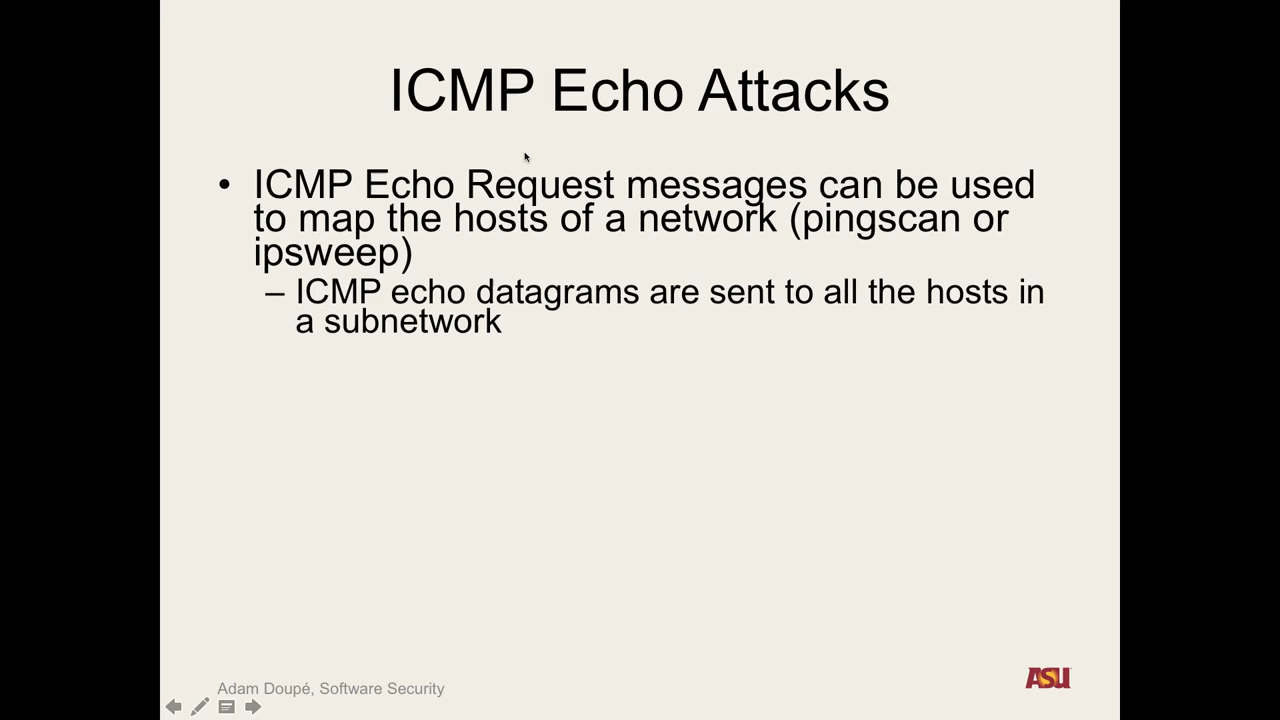 ICMP Echo Attacks
• ICMP Echo Request messages can be used
to map the hosts of a network (pingscan or
ipsweep)
– ICMP echo datagrams are sent to all the hosts in
a subnetwork
Adam Doupé, Software Security
ASU